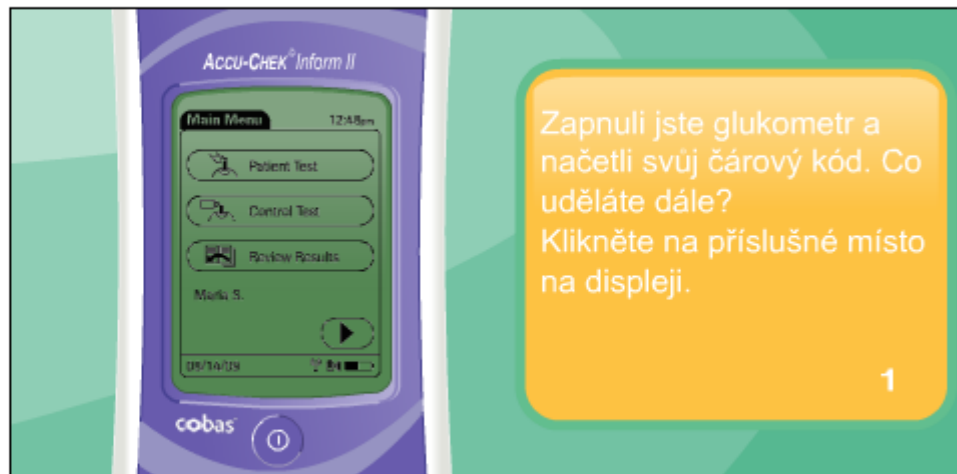 ACCU-CHEK® Inform II
Main Menu 12:48pm
Patient Test
Control Test
Review Results
Maria S.
09/14/09
cobas
Zapnuli jste glukometr a
načetli svůj čárový kód. Co
uděláte dále?
Klikněte na příslušné místo
na displeji.
1